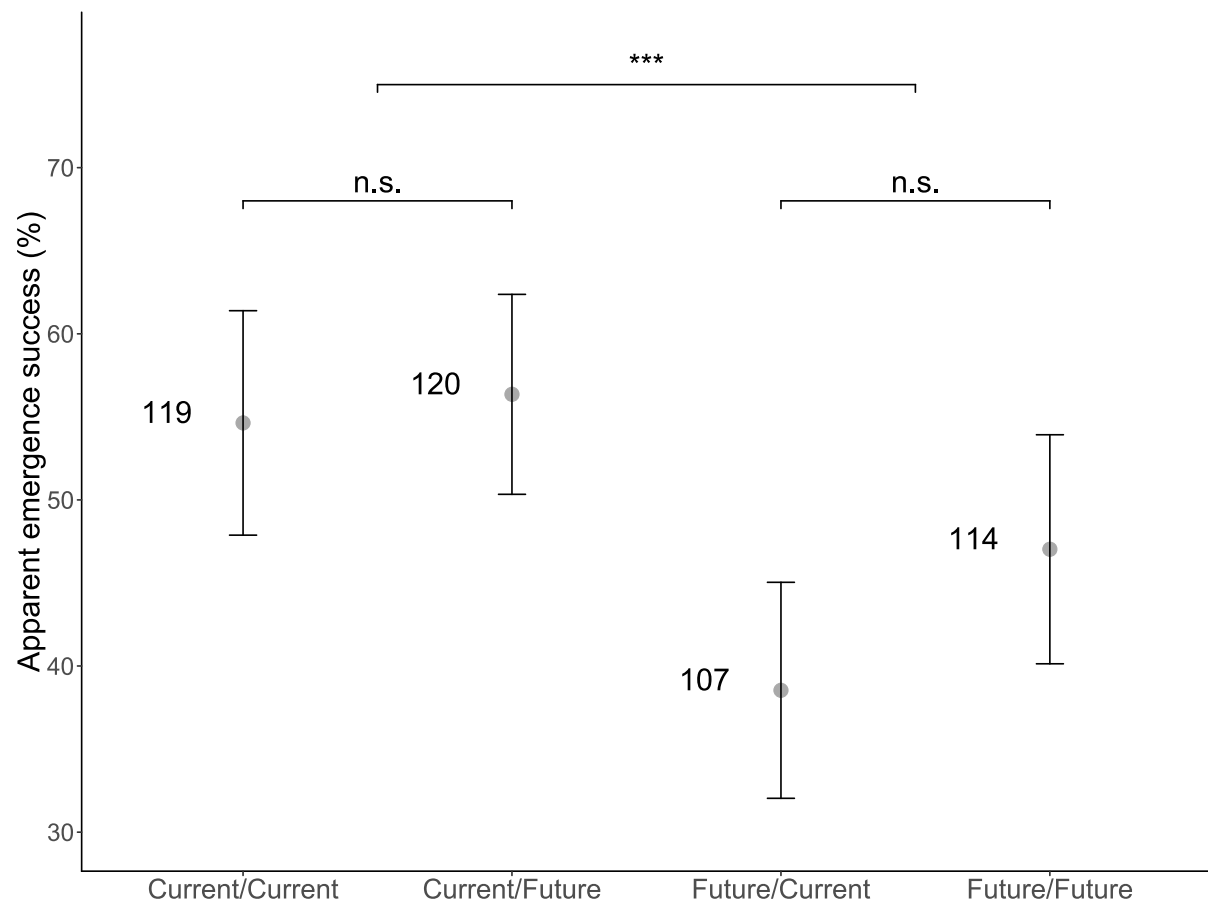 ***
70
n.s.
n.s.
Apparent emergence success (%)
60
120
119
50
114
40
107
30
Current/Current
Current/Future
Future/Current
Future/Future